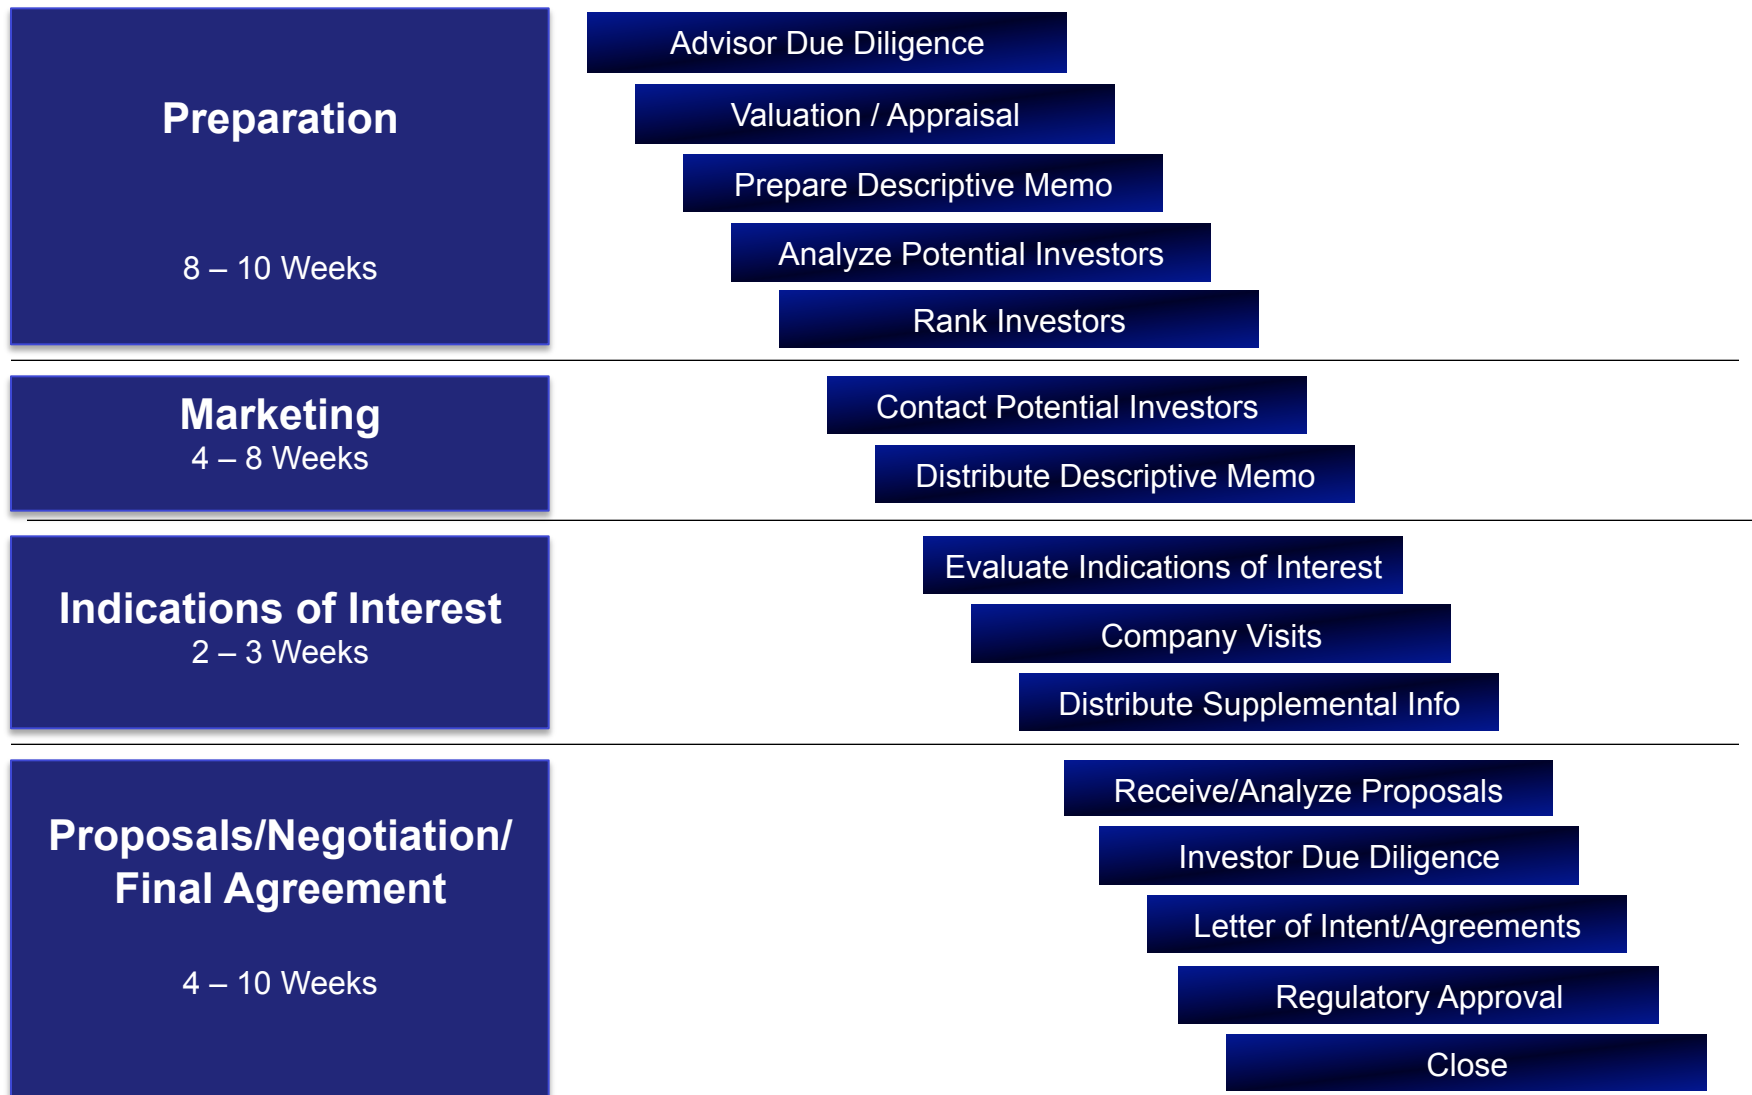 Preparation
8 – 10 Weeks
Advisor Due Diligence
Valuation / Appraisal
Prepare Descriptive Memo
Analyze Potential Investors
Rank Investors
Marketing
4 – 8 Weeks
Contact Potential Investors
Distribute Descriptive Memo
Indications of Interest
2 – 3 Weeks
Evaluate Indications of Interest
Company Visits
Distribute Supplemental Info
Proposals/Negotiation/
Final Agreement
4 – 10 Weeks
Receive/Analyze Proposals
Investor Due Diligence
Letter of Intent/Agreements
Regulatory Approval
Close